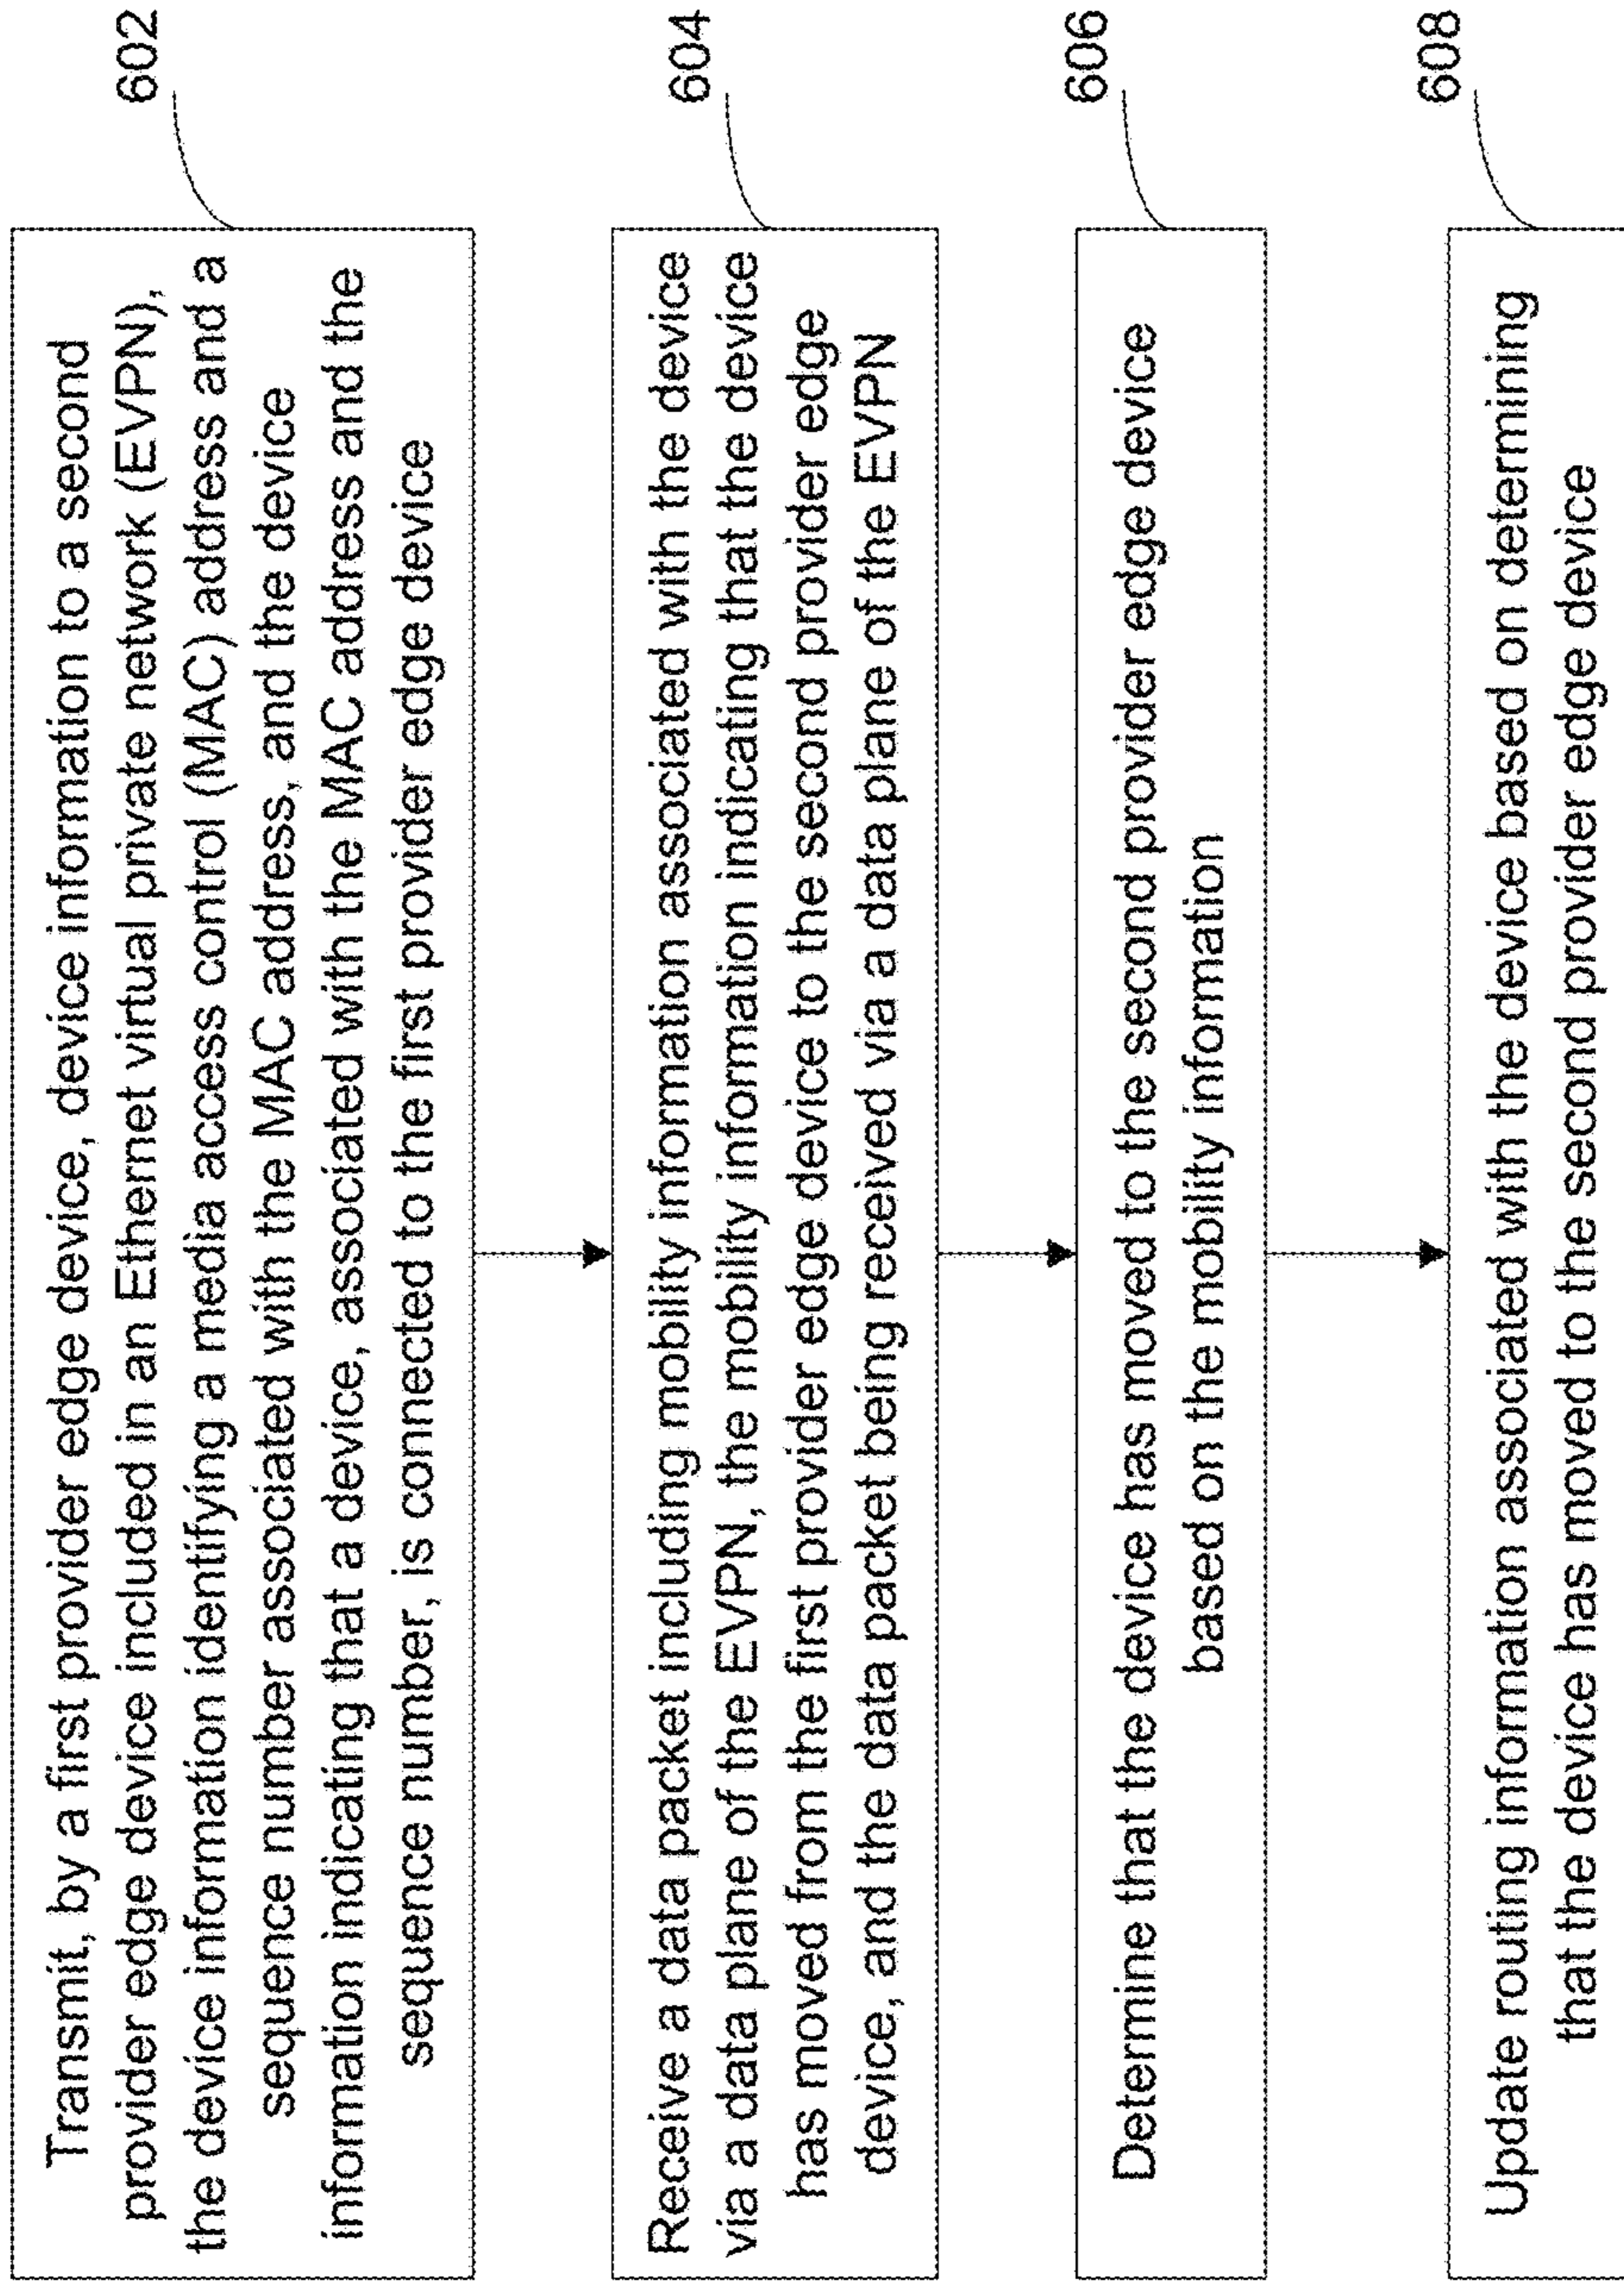 Transmit, by a first provider edge device, device information to a second
provider edge device included in an Ethernet virtual private network (EVPN),
the device information identifying a media access control (MAC) address and a
sequence number associated with the MAC address, and the device
information indicating that a device, associated with the MAC address and the
sequence number, is connected to the first provider edge device
602
Receive a data packet including mobility information associated with the device
via a data plane of the EVPN, the mobility information indicating that the device
has moved from the first provider edge device to the second provider edge
device, and the data packet being received via a data plane of the EVPN
604
Determine that the device has moved to the second provider edge device
based on the mobility information
606
Update routing information associated with the device based on determining
that the device has moved to the second provider edge device
608